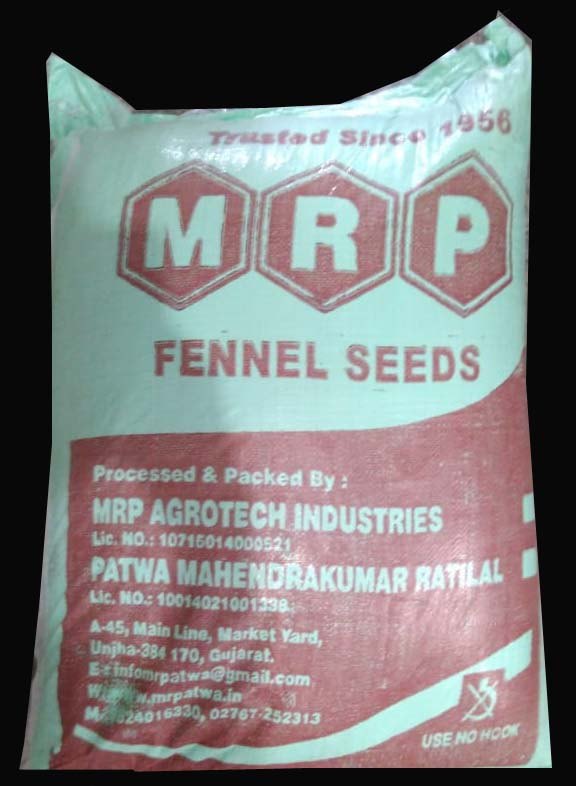 Trusted Since 1956
MRP
FENNEL SEEDS
Processed & Packed By :
MRP AGROTECH INDUSTRIES
Lic. NO.: 10715014000521
PATWA MAHENDRAKUMAR RATILAL
Lic. NO.: 10014021001338
A-45, Main Line, Market Yard,
Unjha-384 170, Gujarat.
E-: infomrpatwa@gmail.com
02767-252313
USE NO HOOK